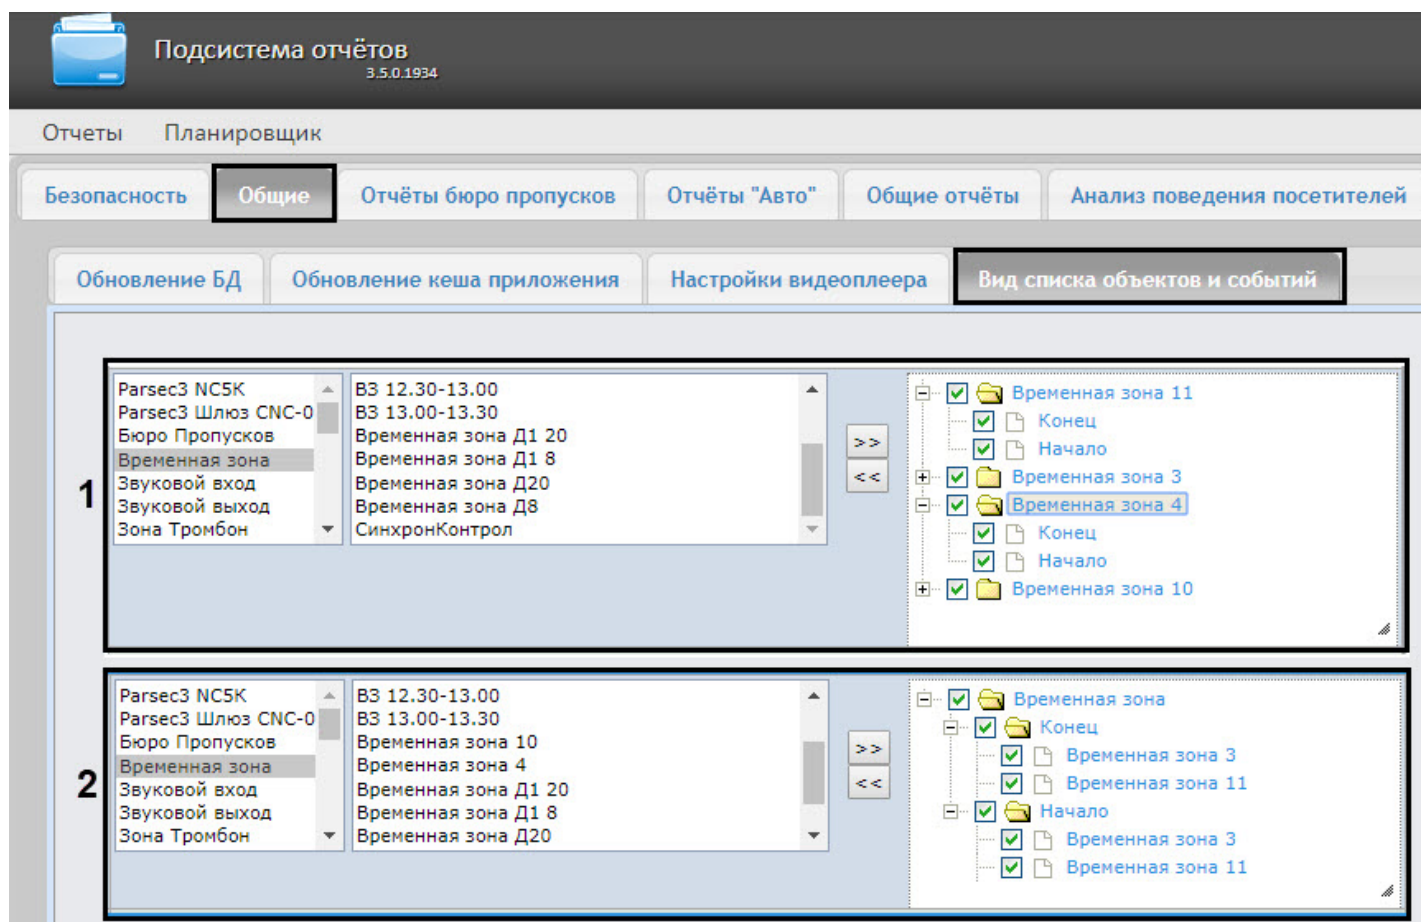 Подсистема отчётов
3.5.0.1934
Отчеты Планировщик
Безопасность Общие Отчёты бюро пропусков Отчёты "Авто" Общие отчёты Анализ поведения посетителей
Обновление БД Обновление кеша приложения Настройки видеоплеера Вид списка объектов и событий
1
Parsec3 NC5K
Parsec3 Шлюз CNC-0
Бюро Пропусков
Временная зона
Звуковой вход
Звуковой выход
Зона Тромбон
ВЗ 12.30-13.00
ВЗ 13.00-13.30
Временная зона Д1 20
Временная зона Д1 8
Временная зона Д20
Временная зона Д8
СинхронКонтрол
>>
<<
Временная зона 11
Конец
Начало
Временная зона 3
Временная зона 4
Конец
Начало
Временная зона 10
2
Parsec3 NC5K
Parsec3 Шлюз CNC-0
Бюро Пропусков
Временная зона
Звуковой вход
Звуковой выход
Зона Тромбон
ВЗ 12.30-13.00
ВЗ 13.00-13.30
Временная зона 10
Временная зона 4
Временная зона Д1 20
Временная зона Д1 8
Временная зона Д20
>>
<<
Временная зона
Конец
Временная зона 3
Временная зона 11
Начало
Временная зона 3
Временная зона 11